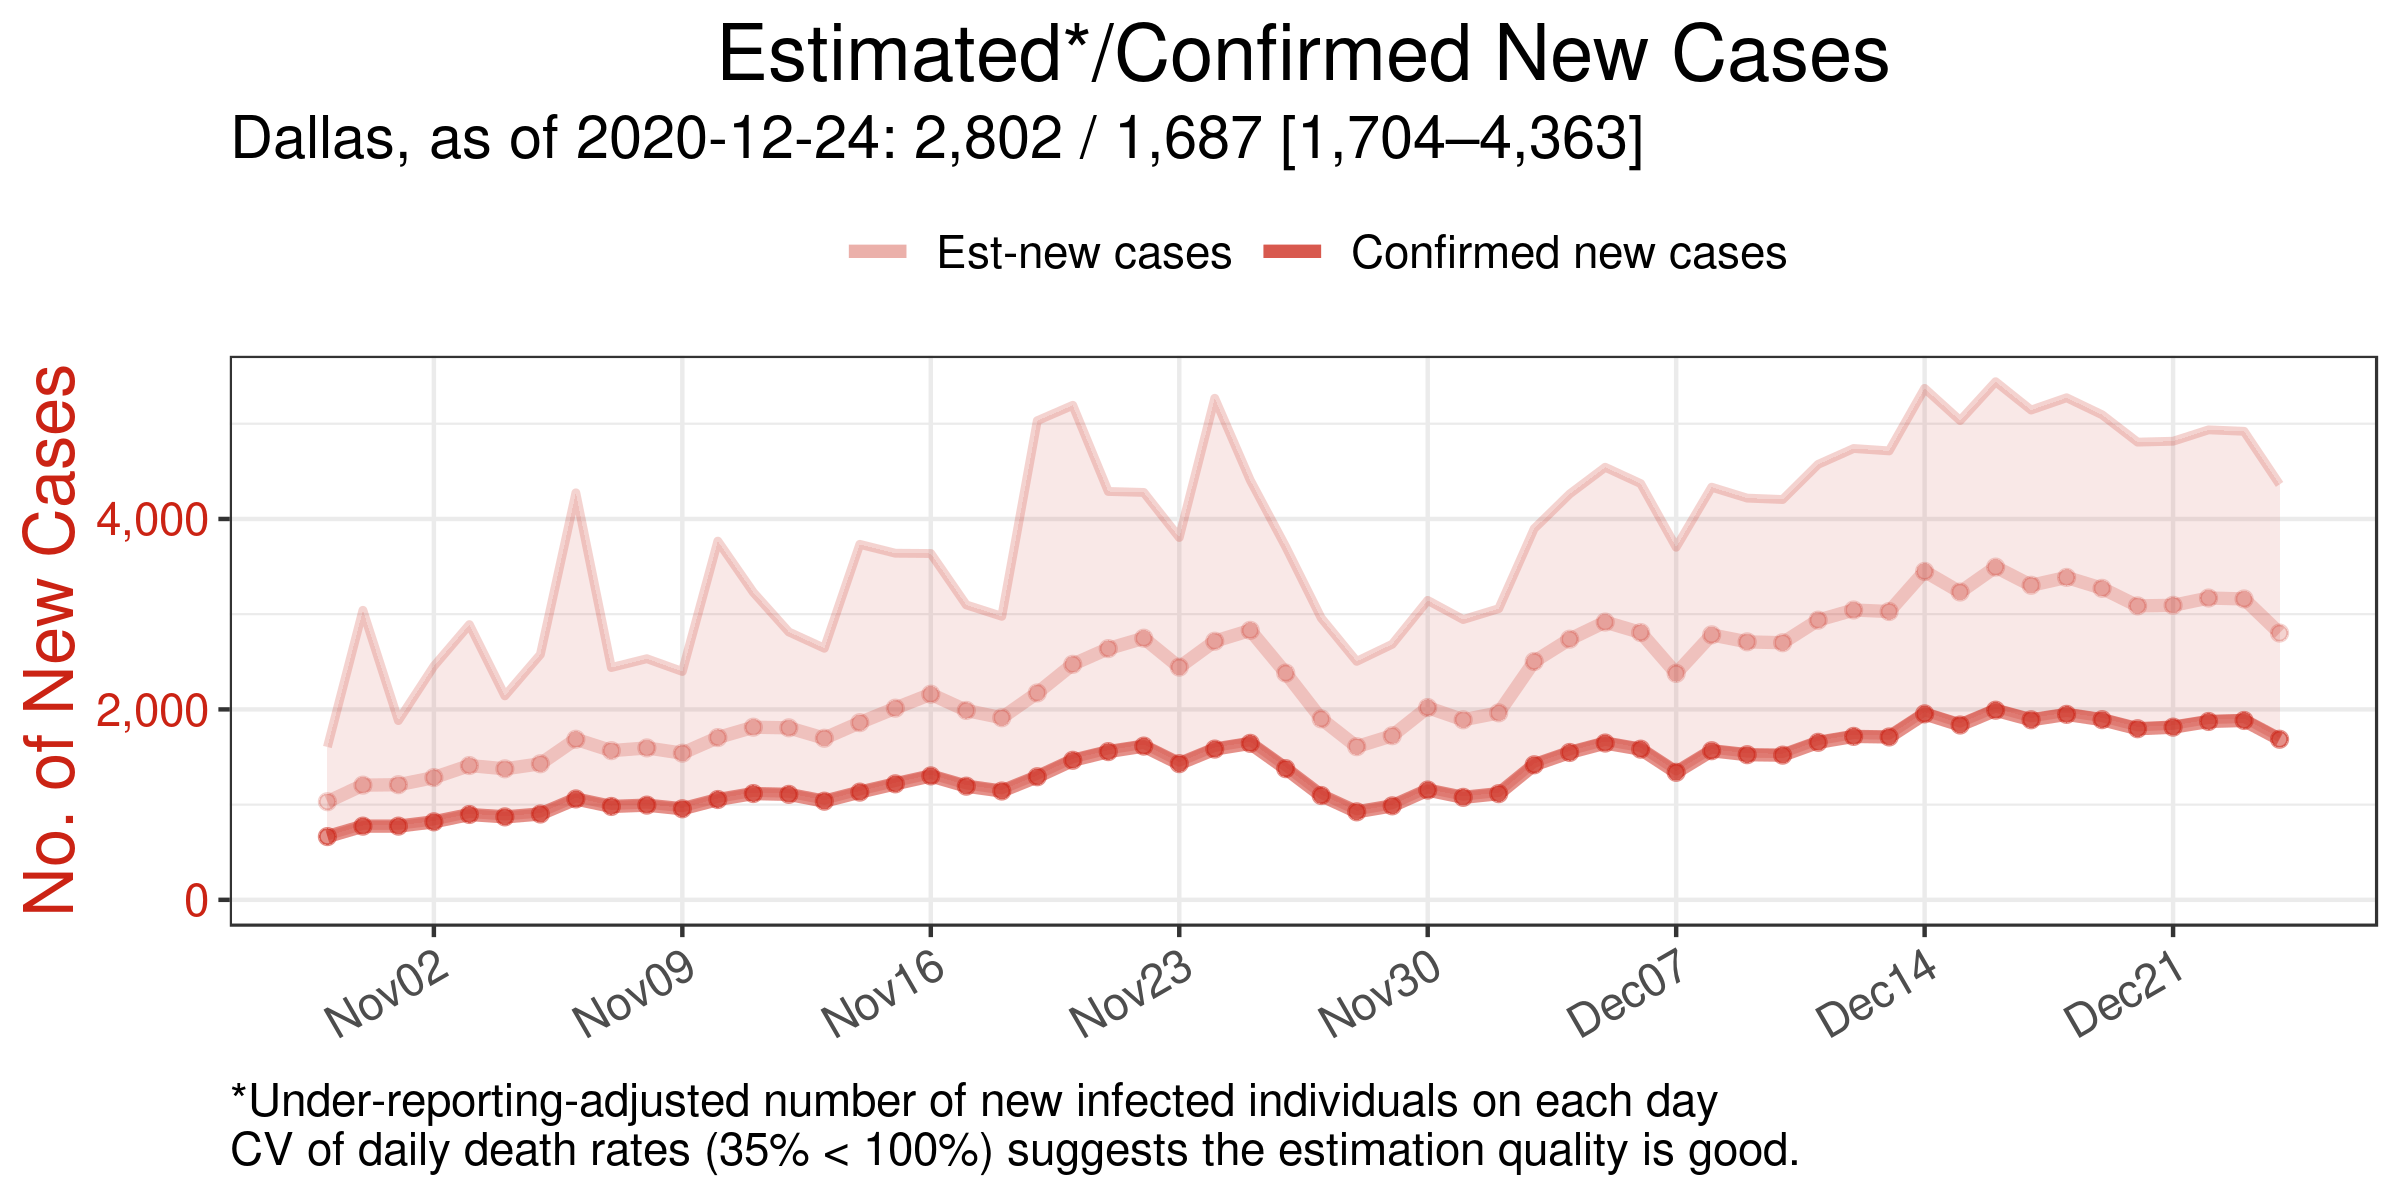 Estimated*/Confirmed New Cases
Dallas, as of 2020-12-24: 2,802 / 1,687 [1,704–4,363]
Est-new cases
Confirmed new cases
No. of New Cases
4,000
2,000
0
Nov02
Nov09
Nov16
Nov23
Nov30
Dec07
Dec14
Dec21
*Under-reporting-adjusted number of new infected individuals on each day
CV of daily death rates (35% < 100%) suggests the estimation quality is good.